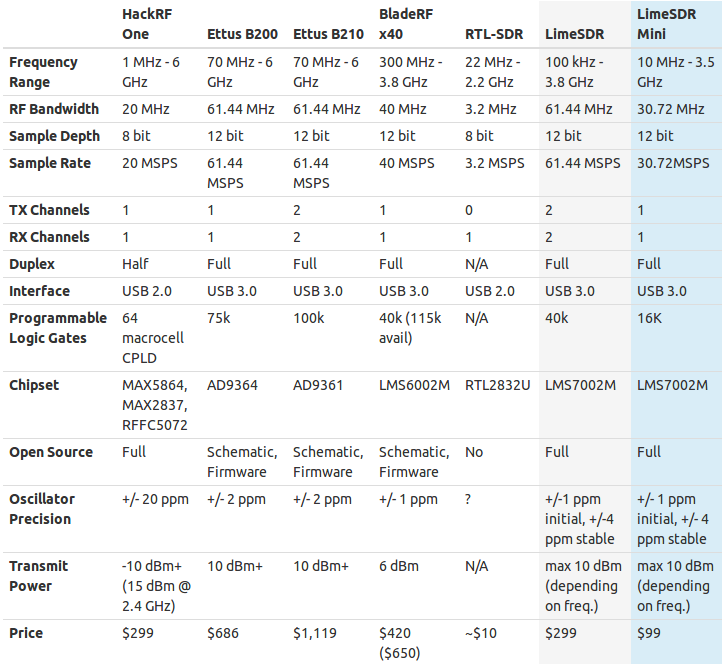 HackRF One	Ettus B200	Ettus B210	BladeRF x40	RTL-SDR	LimeSDR	LimeSDR Mini
Frequency Range	1 MHz - 6 GHz	70 MHz - 6 GHz	70 MHz - 6 GHz	300 MHz - 3.8 GHz	22 MHz - 2.2 GHz	100 kHz - 3.8 GHz	10 MHz - 3.5 GHz
RF Bandwidth	20 MHz	61.44 MHz	61.44 MHz	40 MHz	3.2 MHz	61.44 MHz	30.72 MHz
Sample Depth	8 bit	12 bit	12 bit	12 bit	8 bit	12 bit	12 bit
Sample Rate	20 MSPS	61.44 MSPS	61.44 MSPS	40 MSPS	3.2 MSPS	61.44 MSPS	30.72MSPS
TX Channels	1	1	2	1	0	2	1
RX Channels	1	1	2	1	1	2	1
Duplex	Half	Full	Full	Full	N/A	Full	Full
Interface	USB 2.0	USB 3.0	USB 3.0	USB 3.0	USB 2.0	USB 3.0	USB 3.0
Programmable Logic Gates	64 macrocell CPLD	75k	100k	40k (115k avail)	N/A	40k	16K
Chipset	MAX5864, MAX2837, RFFC5072	AD9364	AD9361	LMS6002M	RTL2832U	LMS7002M	LMS7002M
Open Source	Full	Schematic, Firmware	Schematic, Firmware	Schematic, Firmware	No	Full	Full
Oscillator Precision	+/- 20 ppm	+/- 2 ppm	+/- 2 ppm	+/- 1 ppm	?	+/-1 ppm initial, +/-4 ppm stable	+/- 1 ppm initial, +/- 4 ppm stable
Transmit Power	-10 dBm+ (15 dBm @ 2.4 GHz)	10 dBm+	10 dBm+	6 dBm	N/A	max 10 dBm (depending on freq.)	max 10 dBm (depending on freq.)
Price	$299	$686	$1,119	$420 ($650)	~$10	$299	$99